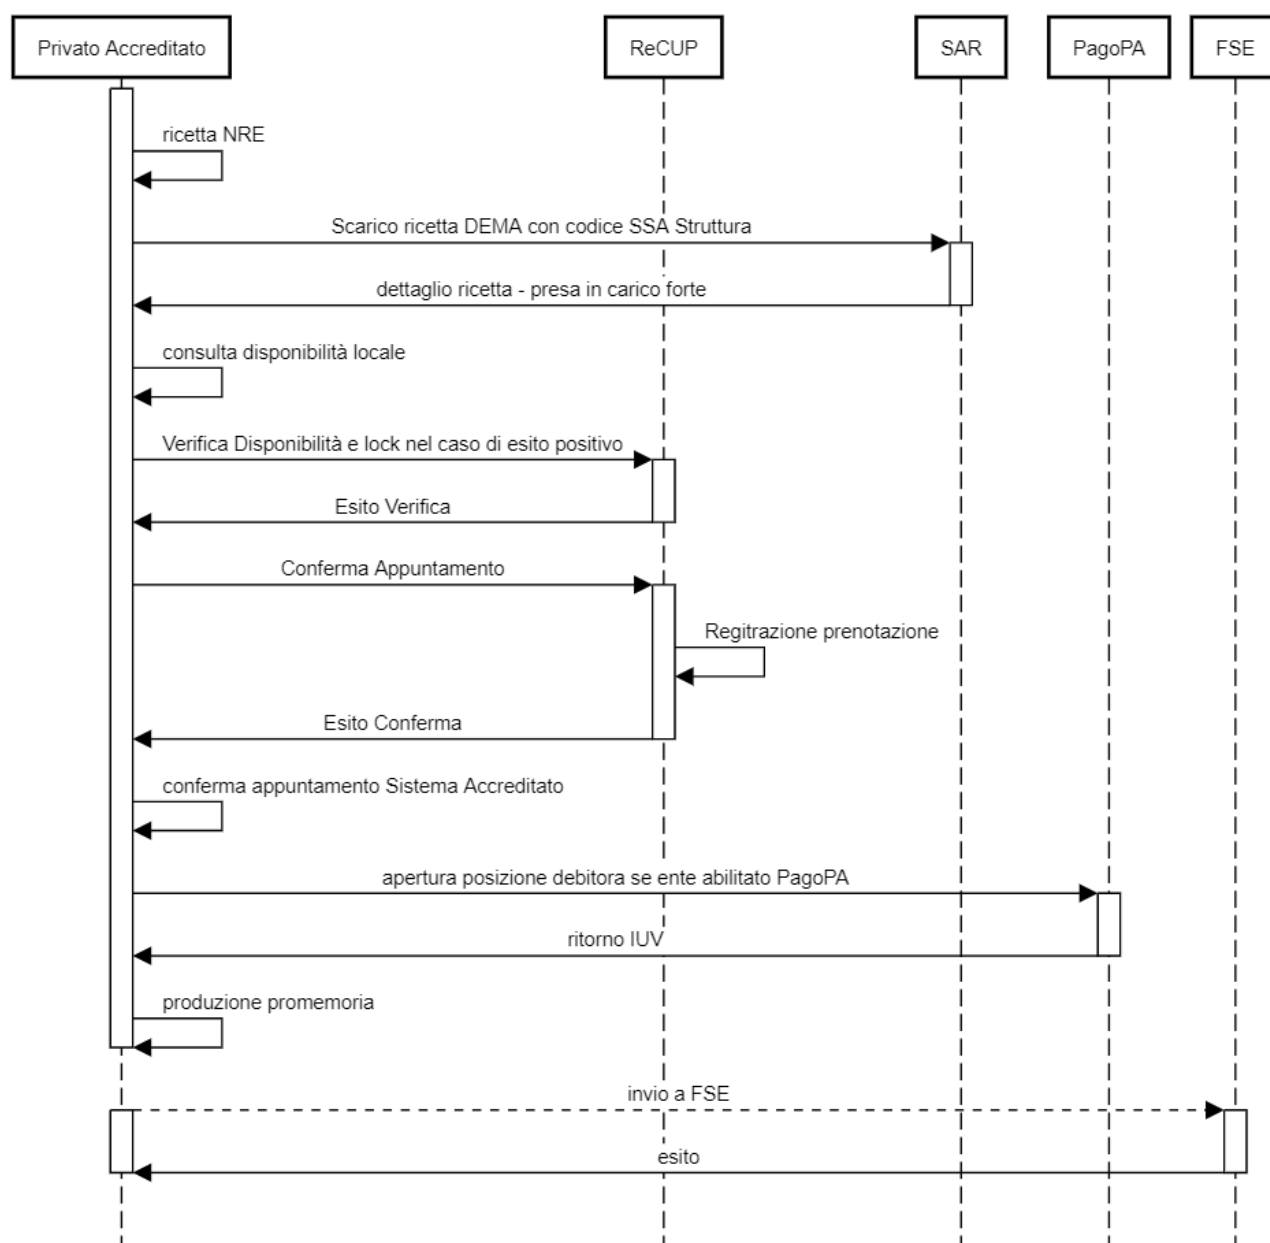 Privato Accreditato
ReCUP
SAR
PagoPA
FSE
ricetta NRE
Scarico ricetta DEMA con codice SSA Struttura
dettaglio ricetta - presa in carico forte
consulta disponibilità locale
Verifica Disponibilità e lock nel caso di esito positivo
Esito Verifica
Conferma Appuntamento
Regitrazione prenotazione
Esito Conferma
conferma appuntamento Sistema Accreditato
apertura posizione debitora se ente abilitato PagoPA
ritorno IUV
produzione promemoria
invio a FSE
esito